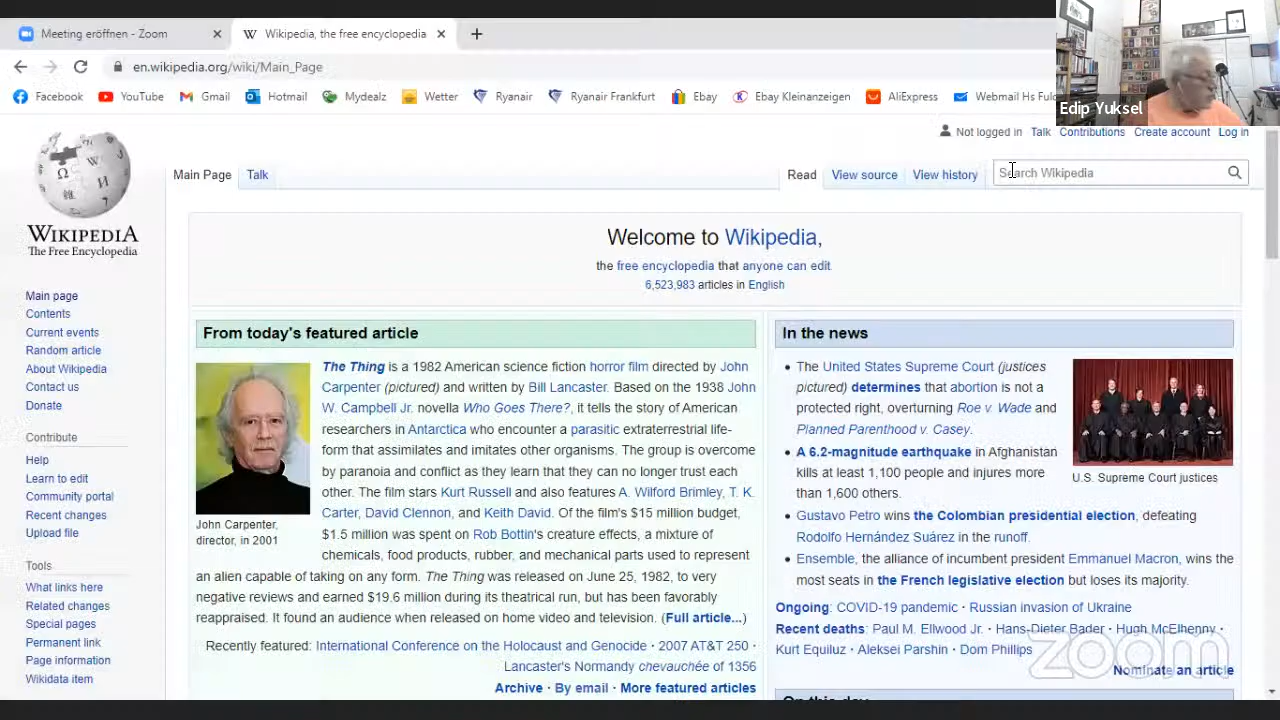 Meeting eröffnen - Zoom
Wikipedia, the free encyclopedia
en.wikipedia.org/wiki/Main_Page
Facebook YouTube Gmail Hotmail Mydealz Wetter Ryanair Ryanair Frankfurt Ebay Ebay Kleinanzeigen AliExpress Webmail Hs
Edip Yuksel
Not logged in Talk Contributions Create account Log in
Main Page Talk Read View source View history Search Wikipedia
WIKIPEDIA
The Free Encyclopedia
Main page
Contents
Current events
Random article
About Wikipedia
Contact us
Donate
Contribute
Help
Learn to edit
Community portal
Recent changes
Upload file
Tools
What links here
Related changes
Special pages
Permanent link
Page information
Wikidata item
Welcome to Wikipedia,
the free encyclopedia that anyone can edit
6,523,983 articles in English
From today's featured article
The Thing is a 1982 American science fiction horror film directed by John
Carpenter (pictured) and written by Bill Lancaster. Based on the 1938 John
W. Campbell Jr. novella Who Goes There?, it tells the story of American
researchers in Antarctica who encounter a parasitic extraterrestrial life-
form that assimilates and imitates other organisms. The group is overcome
by paranoia and conflict as they learn that they can no longer trust each
other. The film stars Kurt Russell and also features A. Wilford Brimley, T. K.
Carter, David Clennon, and Keith David. Of the film's $15 million budget,
$1.5 million was spent on Rob Bottin's creature effects, a mixture of
chemicals, food products, rubber, and mechanical parts used to represent
an alien capable of taking on any form. The Thing was released on June 25, 1982, to very
negative reviews and earned $19.6 million during its theatrical run, but has been favorably
reappraised. It found an audience when released on home video and television. (Full article...)
John Carpenter,
director, in 2001
Recently featured: International Conference on the Holocaust and Genocide · 2007 AT&T 250 ·
Lancaster's Normandy chevauchée of 1356
Archive · By email · More featured articles
In the news
The United States Supreme Court (justices
pictured) determines that abortion is not a
protected right, overturning Roe v. Wade and
Planned Parenthood v. Casey.
A 6.2-magnitude earthquake in Afghanistan
kills at least 1,100 people and injures more
than 1,600 others.
U.S. Supreme Court justices
Gustavo Petro wins the Colombian presidential election, defeating
Rodolfo Hernández Suárez in the runoff.
Ensemble, the alliance of incumbent president Emmanuel Macron, wins the
most seats in the French legislative election but loses its majority.
Ongoing: COVID-19 pandemic · Russian invasion of Ukraine
Recent deaths: Paul M. Ellwood Jr. · Hans-Dieter Bader · Hugh McElhenny ·
Kurt Equiluz · Aleksei Parshin · Dom Phillips
Nominate an article
zoom
On this day